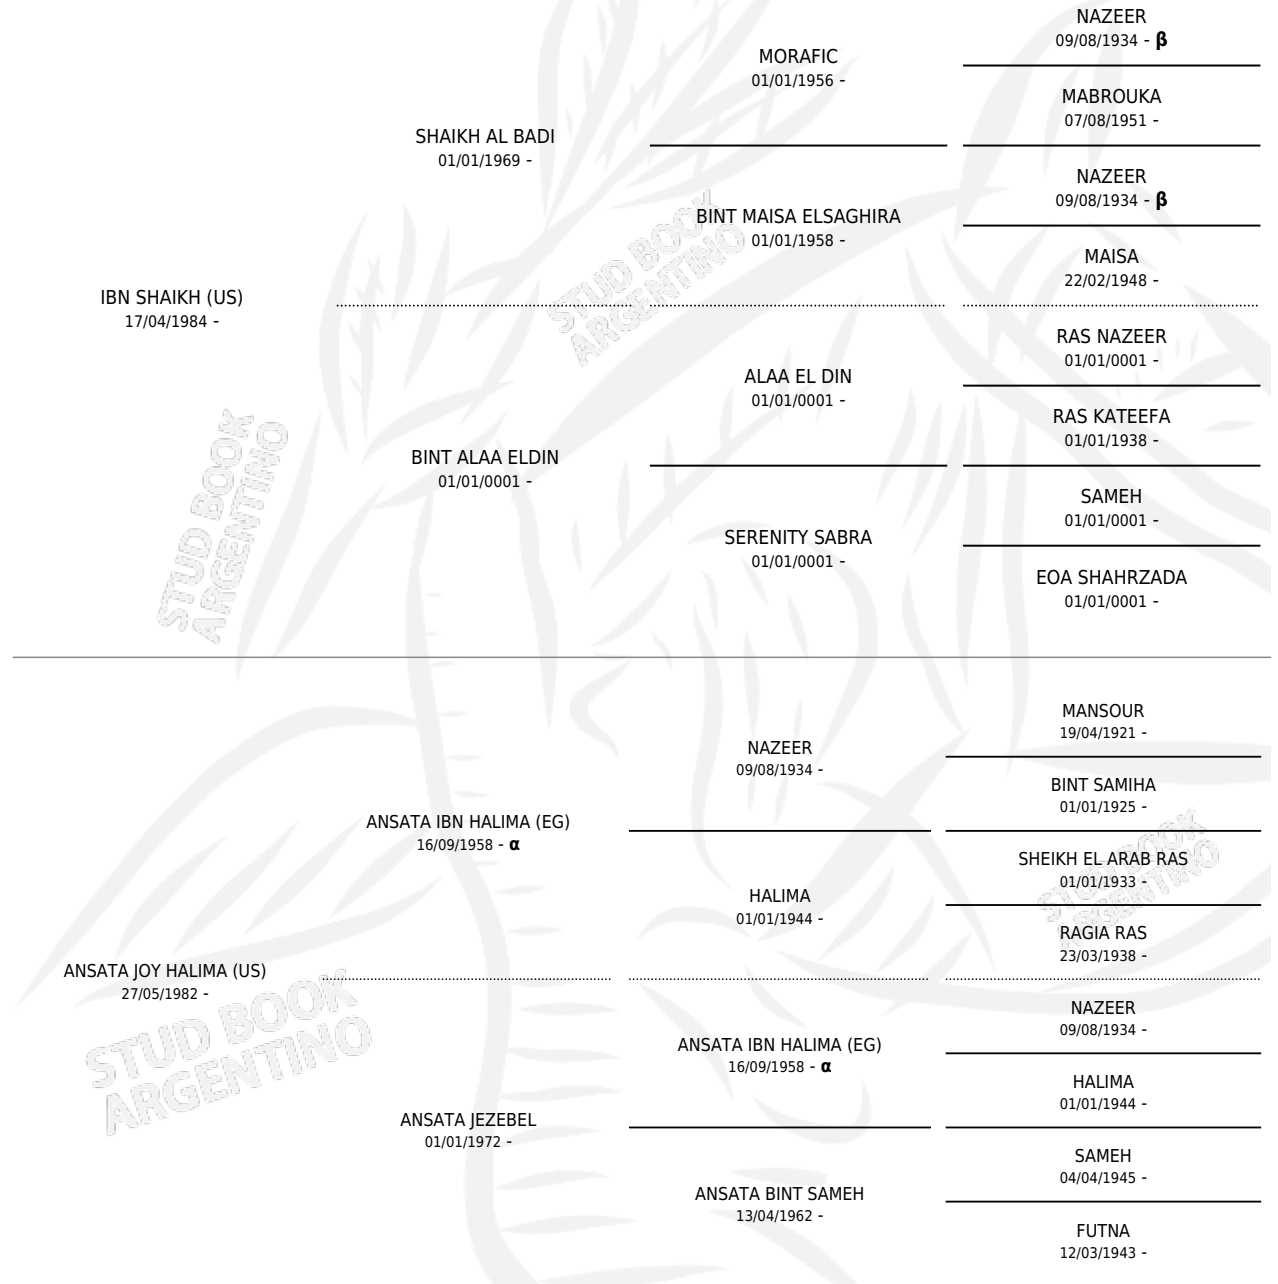 NAZEER
09/08/1934 - β
MORAFIC
01/01/1956 -
MABROUKA
07/08/1951 -
SHAIKH AL BADI
01/01/1969 -
NAZEER
09/08/1934 - β
BINT MAISA ELSAGHIRA
01/01/1958 -
MAISA
22/02/1948 -
IBN SHAIKH (US)
17/04/1984 -
RAS NAZEER
01/01/0001 -
ALAA EL DIN
01/01/0001 -
RAS KATEEFA
01/01/1938 -
BINT ALAA ELDIN
01/01/0001 -
SAMEH
01/01/0001 -
SERENITY SABRA
01/01/0001 -
EOA SHAHRZADA
01/01/0001 -
MANSOUR
19/04/1921 -
NAZEER
09/08/1934 -
BINT SAMIHA
01/01/1925 -
ANSATA IBN HALIMA (EG)
16/09/1958 - α
SHEIKH EL ARAB RAS
01/01/1933 -
HALIMA
01/01/1944 -
RAGIA RAS
23/03/1938 -
ANSATA JOY HALIMA (US)
27/05/1982 -
NAZEER
09/08/1934 -
ANSATA IBN HALIMA (EG)
16/09/1958 - α
HALIMA
01/01/1944 -
ANSATA JEZEBEL
01/01/1972 -
SAMEH
04/04/1945 -
ANSATA BINT SAMEH
13/04/1962 -
FUTNA
12/03/1943 -
STUD BOOK
ARGENTINO
STUD BOOK
ARGENTINO
STUD BOOK
ARGENTINO
STUD BOOK
ARGENTINO